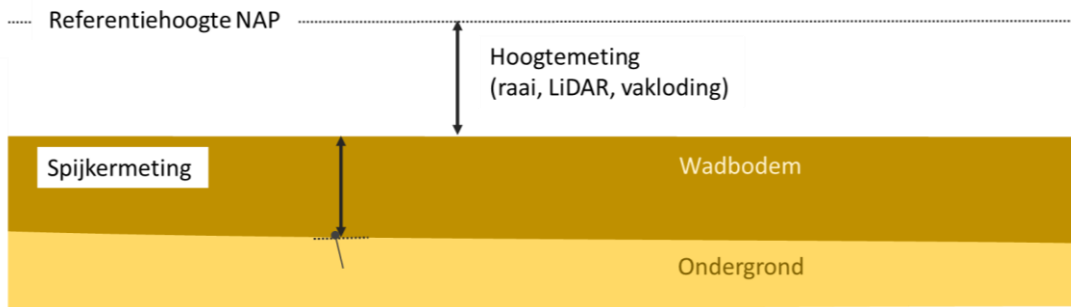 Referentiehoogte NAP
Hoogtemeting
(raai, LiDAR, vakloding)
Spijkermeting
Wadbodem
Ondergrond